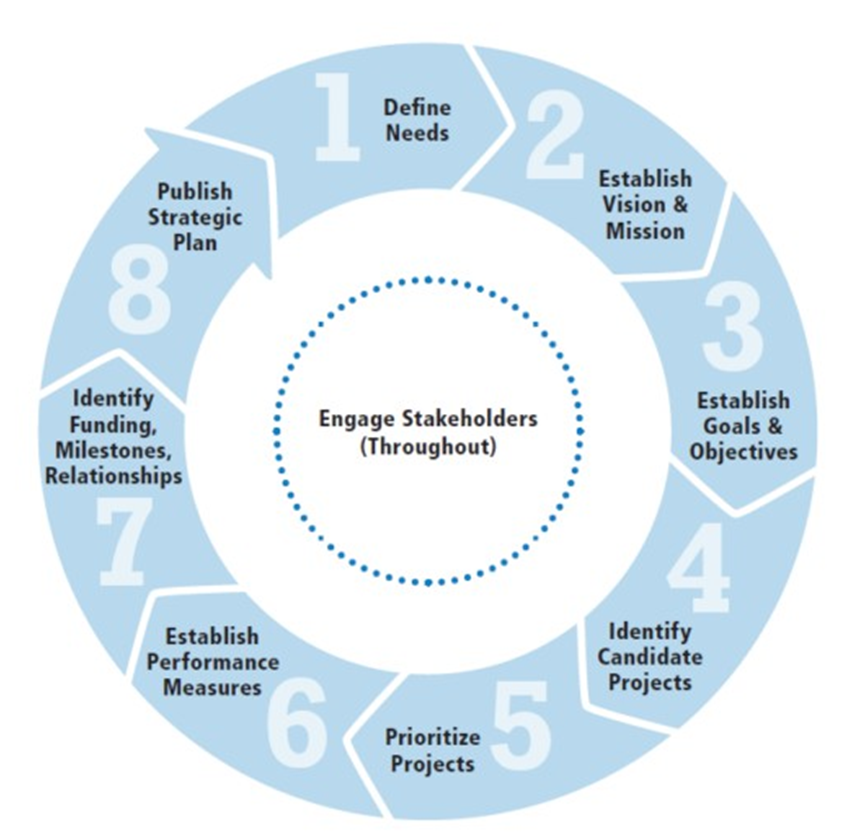 1
Define
Needs
2
Establish
Vision &
Mission
3
Establish
Goals &
Objectives
4
Identify
Candidate
Projects
5
Prioritize
Projects
6
Establish
Performance
Measures
7
Identify
Funding,
Milestones,
Relationships
8
Publish
Strategic
Plan
Engage Stakeholders
(Throughout)